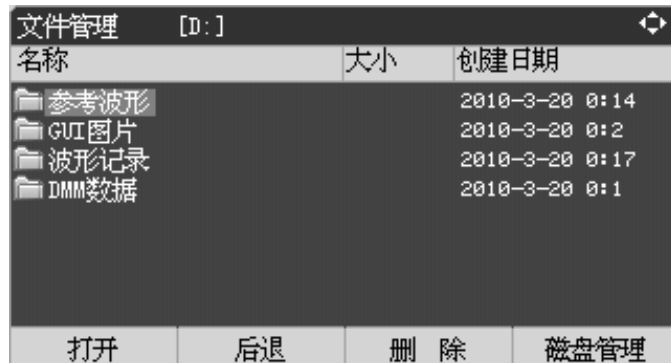 文件管理 [D:]
名称 大小 创建日期
参考波形 2010-3-20 0:14
GUI图片 2010-3-20 0:2
波形记录 2010-3-20 0:17
DMM数据 2010-3-20 0:1
打开 后退 删 除 磁盘管理